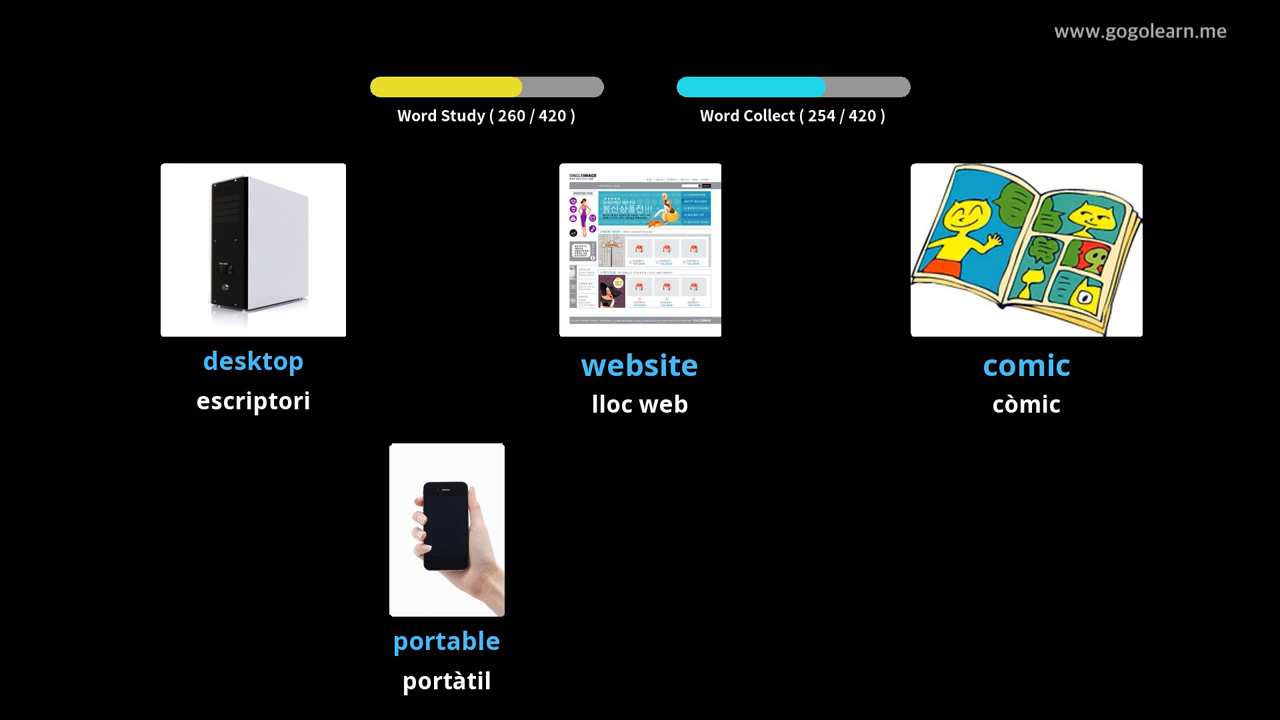 www.gogolearn.me
Word Study ( 260 / 420 )
Word Collect ( 254 / 420 )
desktop
escriptori
website
lloc web
comic
còmic
portable
portàtil